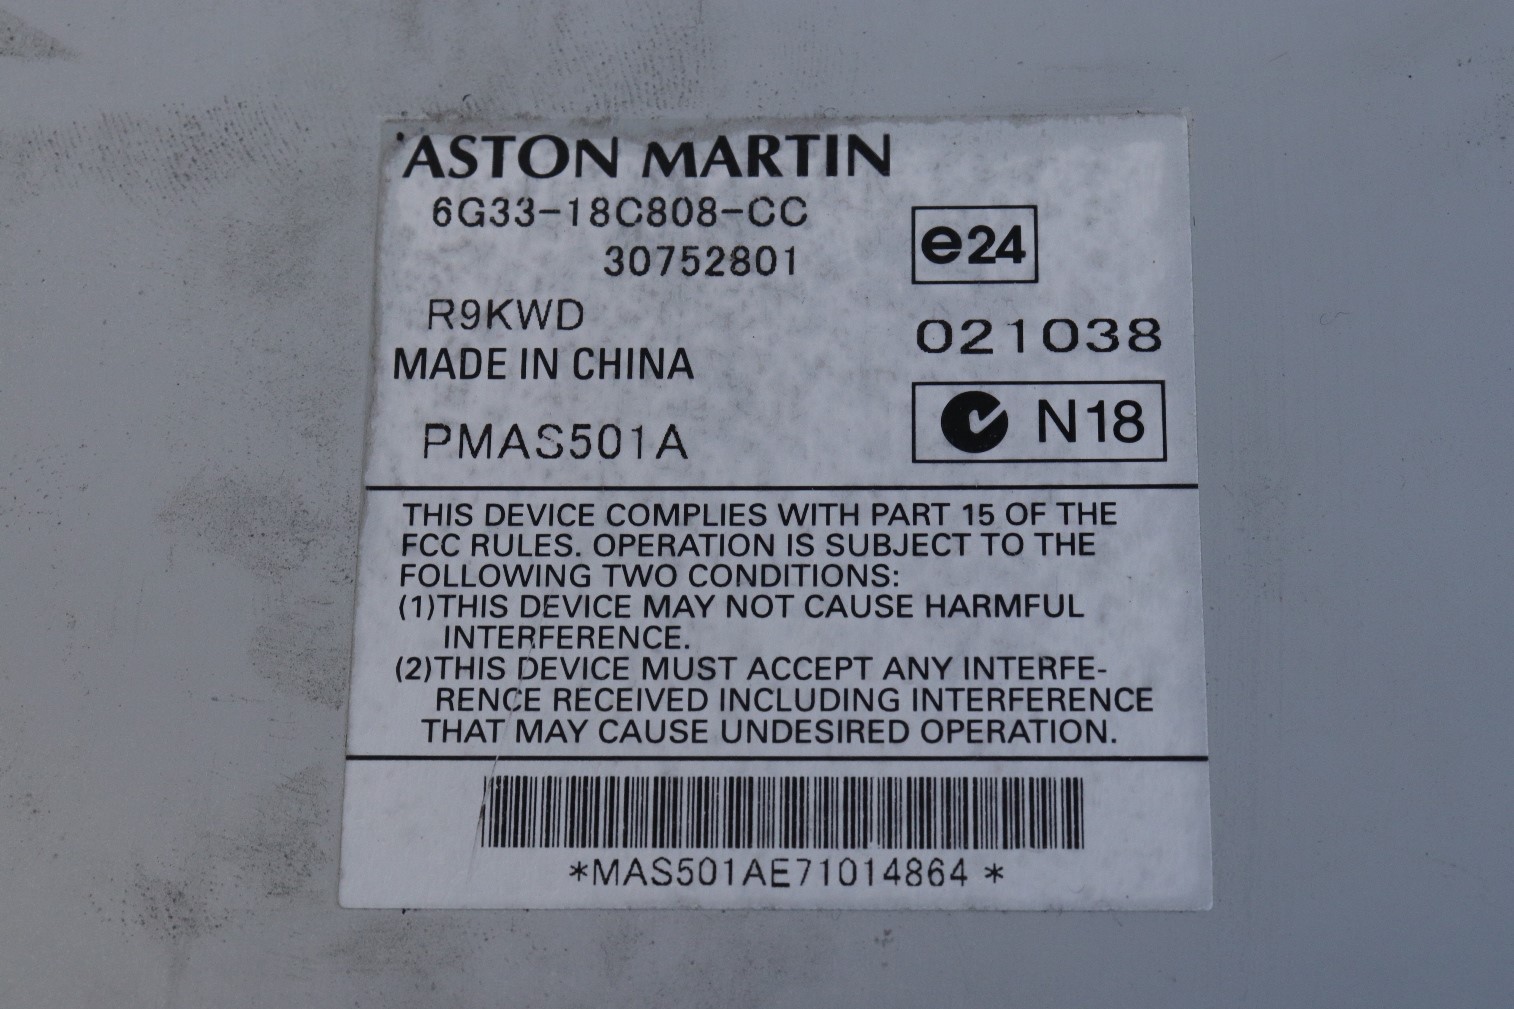 ASTON MARTIN
6G33-18C808-CC
30752801
e24
R9KWD
021038
MADE IN CHINA
N18
PMAS501A
THIS DEVICE COMPLIES WITH PART 15 OF THE
FCC RULES. OPERATION IS SUBJECT TO THE
FOLLOWING TWO CONDITIONS:
(1)THIS DEVICE MAY NOT CAUSE HARMFUL
INTERFERENCE.
(2)THIS DEVICE MUST ACCEPT ANY INTERFE-
RENCE RECEIVED INCLUDING INTERFERENCE
THAT MAY CAUSE UNDESIRED OPERATION.
*MAS501AE71014864 *